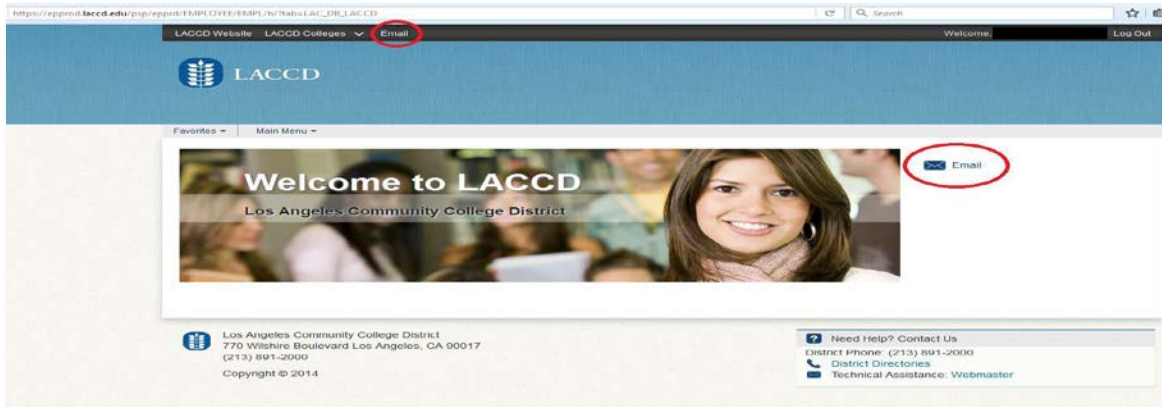 https://epprod.laccd.edu/psp/epprd/EMPLOYEE/EMPL/h/?tab=LAC_DB_LACCD
Search
LACCD Website LACCD Colleges Email Welcome, Log Out
LACCD
Favorites Main Menu
Welcome to LACCD
Los Angeles Community College District
Email
Los Angeles Community College District
770 Wilshire Boulevard Los Angeles, CA 90017
(213) 891-2000
Copyright © 2014
? Need Help? Contact Us
District Phone: (213) 891-2000
District Directories
Technical Assistance: Webmaster